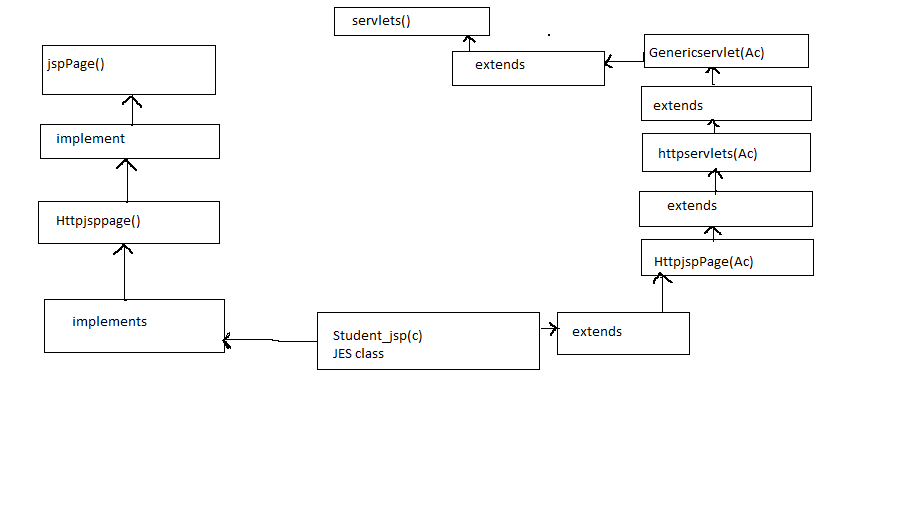 servlets()
jspPage()
extends
Genericservlet(Ac)
extends
implement
httpservlets(Ac)
Httpjsppage()
extends
HttpjspPage(Ac)
implements
Student_jsp(c)
JES class
extends